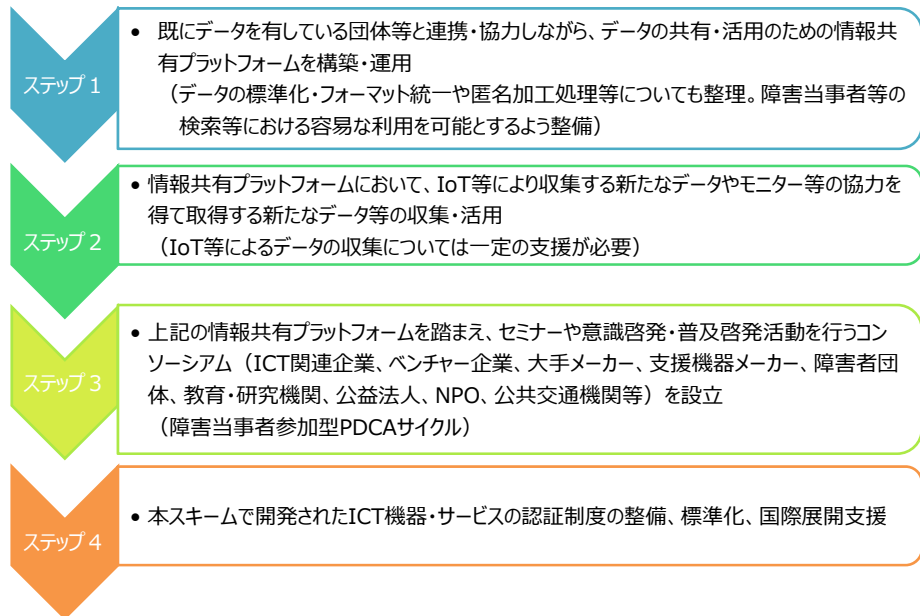 ステップ１
• 既にデータを有している団体等と連携・協力しながら、データの共有・活用のための情報共
有プラットフォームを構築・運用
（データの標準化・フォーマット統一や匿名加工処理等についても整理。障害当事者等の
検索等における容易な利用を可能とするよう整備）
ステップ２
• 情報共有プラットフォームにおいて、IoT等により収集する新たなデータやモニター等の協力を
得て取得する新たなデータ等の収集・活用
（IoT等によるデータの収集については一定の支援が必要）
ステップ３
• 上記の情報共有プラットフォームを踏まえ、セミナーや意識啓発・普及啓発活動を行うコン
ソーシアム（ICT関連企業、ベンチャー企業、大手メーカー、支援機器メーカー、障害者団
体、教育・研究機関、公益法人、NPO、公共交通機関等）を設立
（障害当事者参加型PDCAサイクル）
ステップ４
• 本スキームで開発されたICT機器・サービスの認証制度の整備、標準化、国際展開支援